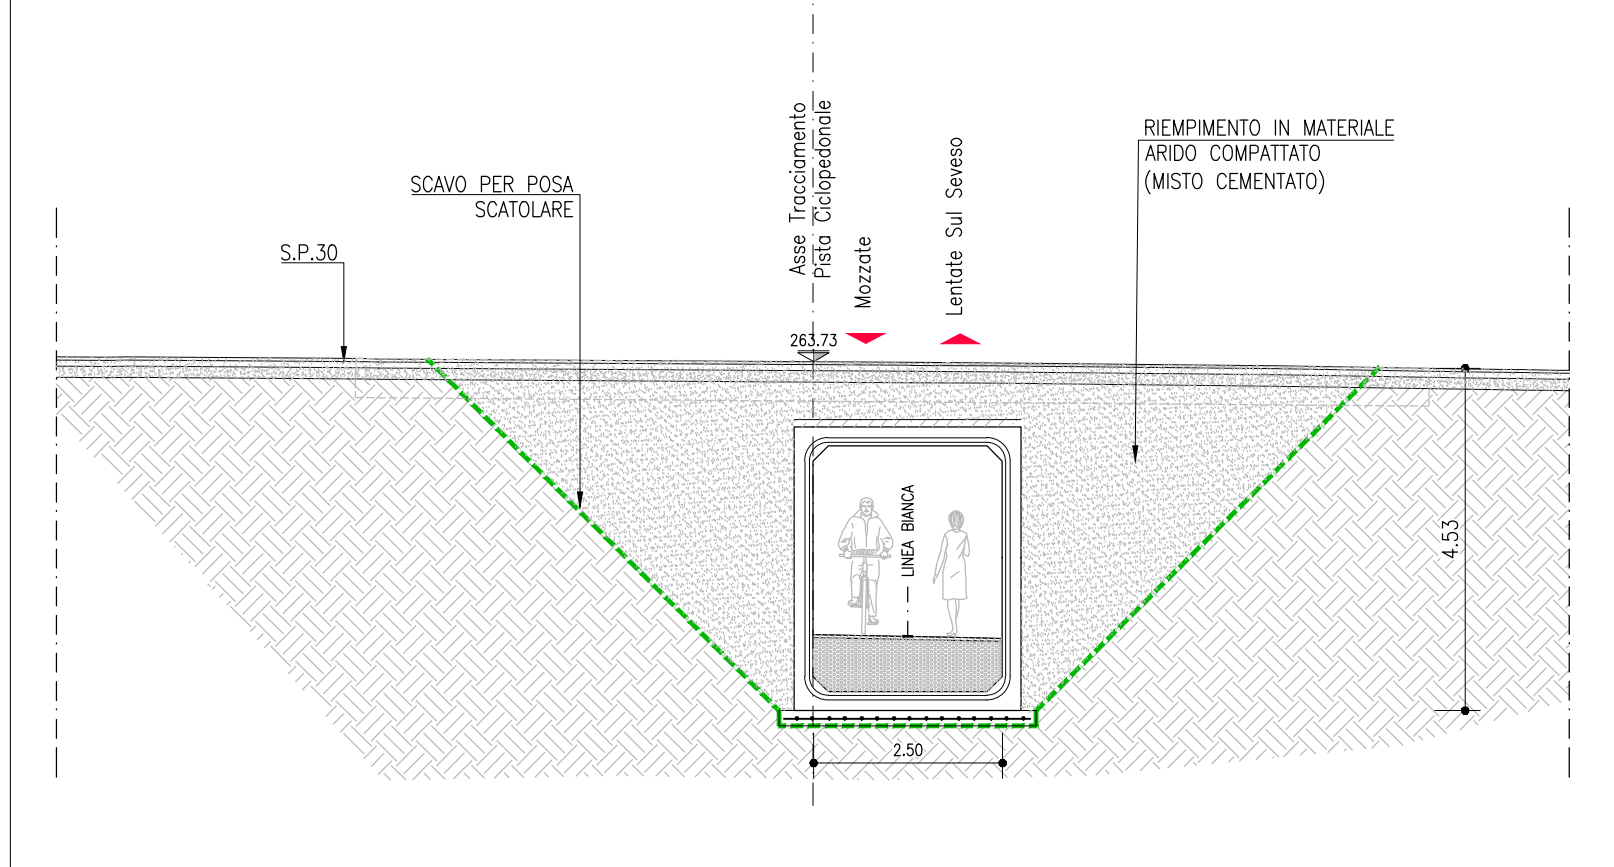 Asse Tracciamento
Pista Ciclopedonale
Mozzate
Lentate Sul Seveso
RIEMPIMENTO IN MATERIALE
ARIDO COMPATTATO
(MISTO CEMENTATO)
SCAVO PER POSA
SCATOLARE
S.P.30
263.73
LINEA BIANCA
4.53
2.50